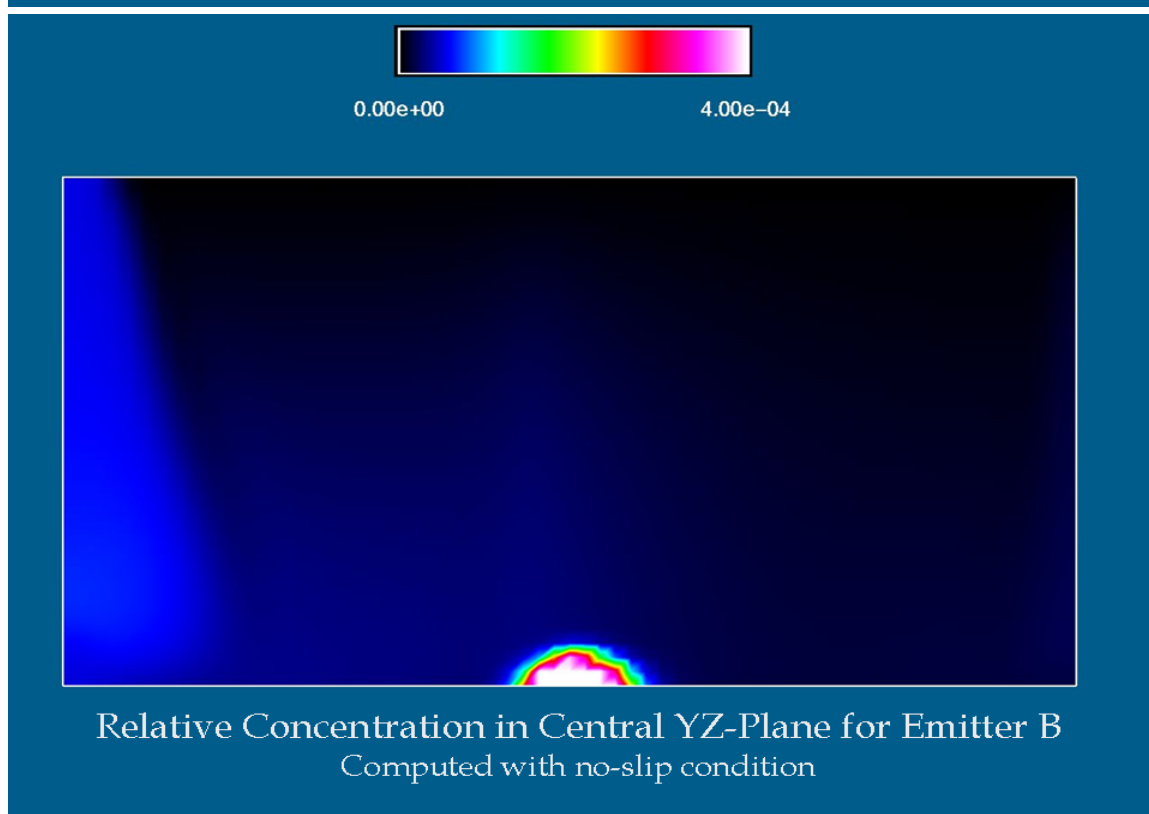 0.00e+00 4.00e−04
Relative Concentration in Central YZ-Plane for Emitter B
Computed with no-slip condition